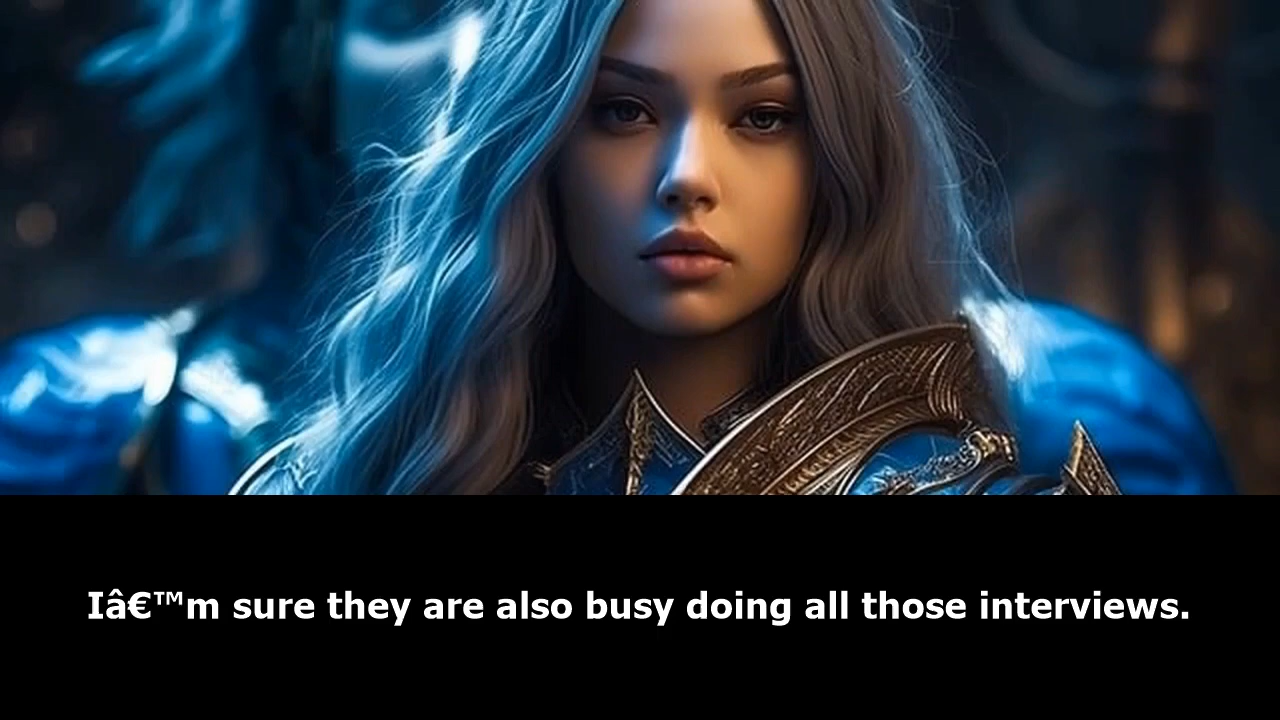 Iâ€™m sure they are also busy doing all those interviews.